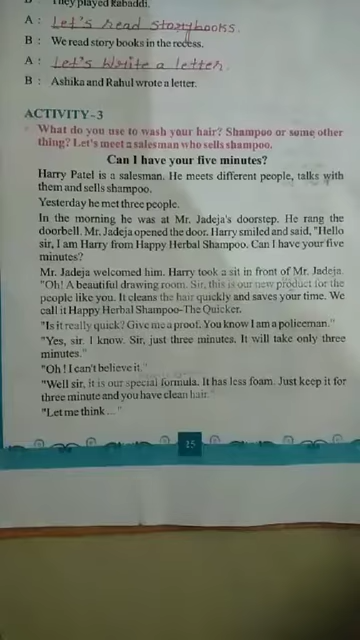 B : They played Kabaddi.
A : Let's read storybooks.
B : We read story books in the recess.
A : Let's write a letter.
B : Ashika and Rahul wrote a letter.
ACTIVITY-3
What do you use to wash your hair? Shampoo or some other
thing? Let's meet a salesman who sells shampoo.
Can I have your five minutes?
Harry Patel is a salesman. He meets different people, talks with
them and sells shampoo.
Yesterday he met three people.
In the morning he was at Mr. Jadeja's doorstep. He rang the
doorbell. Mr. Jadeja opened the door. Harry smiled and said, "Hello
sir, I am Harry from Happy Herbal Shampoo. Can I have your five
minutes?
Mr. Jadeja welcomed him. Harry took a sit in front of Mr. Jadeja.
"Oh! A beautiful drawing room. Sir, this is our new product for the
people like you. It cleans the hair quickly and saves your time. We
call it Happy Herbal Shampoo-The Quicker.
"Is it really quick? Give me a proof. You know I am a policeman."
"Yes, sir. I know. Sir, just three minutes. It will take only three
minutes."
"Oh ! I can't believe it."
"Well sir, it is our special formula. It has less foam. Just keep it for
three minute and you have clean hair."
"Let me think ... "
25